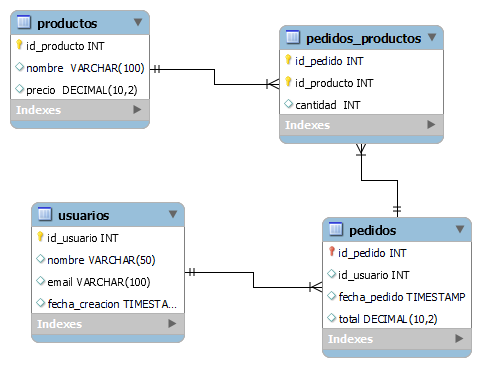 productos
id_producto INT
nombre VARCHAR(100)
precio DECIMAL(10,2)
Indexes
pedidos_productos
id_pedido INT
id_producto INT
cantidad INT
Indexes
usuarios
id_usuario INT
nombre VARCHAR(50)
email VARCHAR(100)
fecha_creacion TIMESTA...
Indexes
pedidos
id_pedido INT
id_usuario INT
fecha_pedido TIMESTAMP
total DECIMAL(10,2)
Indexes